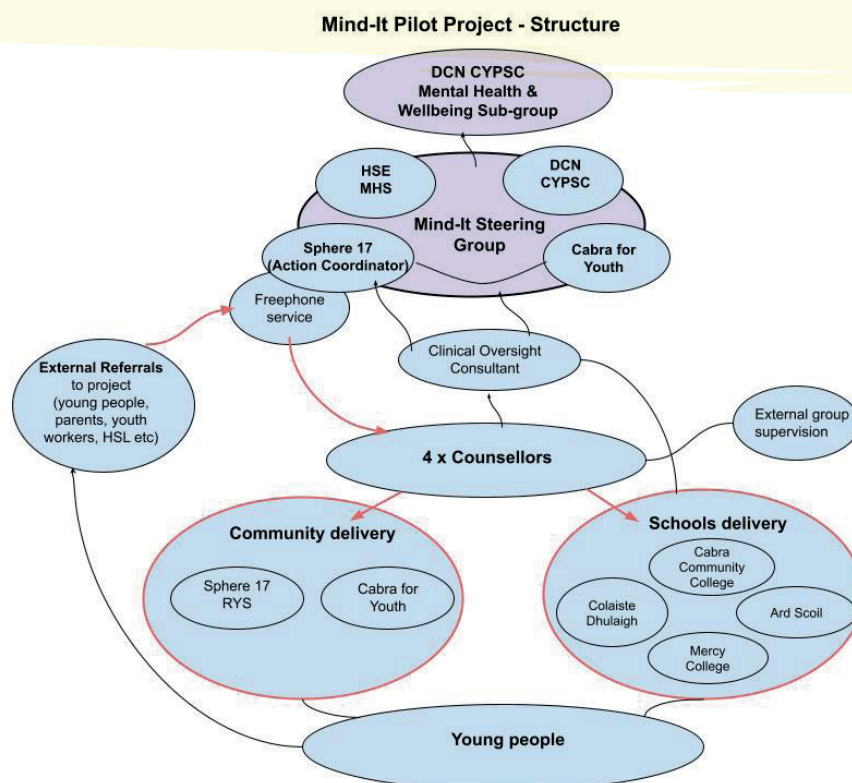 Mind-It Pilot Project - Structure
DCN CYPSC
Mental Health &
Wellbeing Sub-group
HSE
MHS
DCN
CYPSC
Mind-It Steering
Group
Sphere 17
(Action Coordinator)
Cabra for
Youth
Freephone
service
Clinical Oversight
Consultant
External Referrals
to project
(young people,
parents, youth
workers, HSL etc)
External group
supervision
4 x Counsellors
Community delivery
Sphere 17
RYS
Cabra for
Youth
Schools delivery
Cabra
Community
College
Colaiste
Dhulaigh
Ard Scoil
Mercy
College
Young people